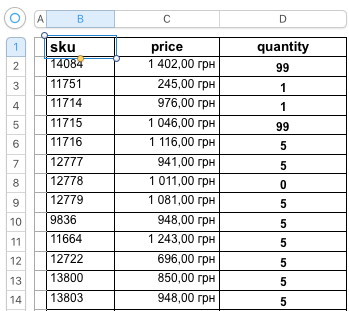 A B C D
1 sku price quantity
2 14084 1 402,00 грн 99
3 11751 245,00 грн 1
4 11714 976,00 грн 1
5 11715 1 046,00 грн 99
6 11716 1 116,00 грн 5
7 12777 941,00 грн 5
8 12778 1 011,00 грн 0
9 12779 1 081,00 грн 5
10 9836 948,00 грн 5
11 11664 1 243,00 грн 5
12 12722 696,00 грн 5
13 13800 850,00 грн 5
14 13803 948,00 грн 5